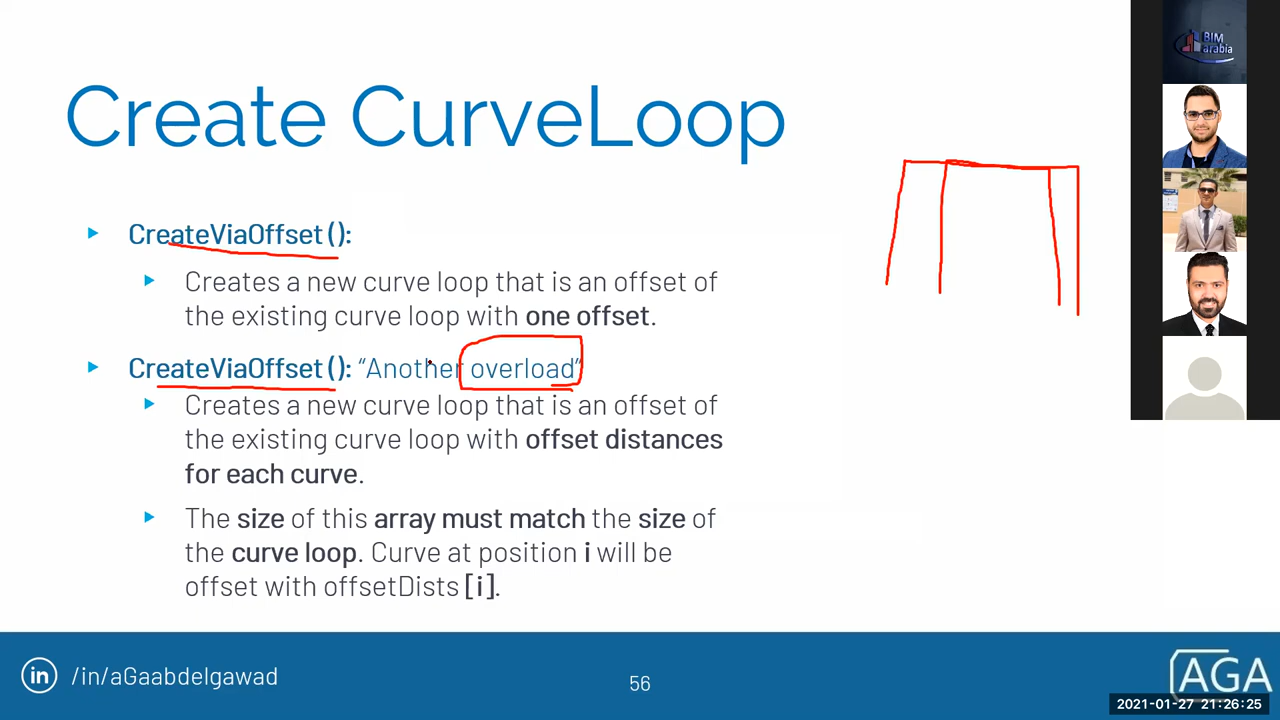 Create CurveLoop
CreateViaOffset():
Creates a new curve loop that is an offset of
the existing curve loop with one offset.
CreateViaOffset(): “Another overload”
Creates a new curve loop that is an offset of
the existing curve loop with offset distances
for each curve.
The size of this array must match the size of
the curve loop. Curve at position i will be
offset with offsetDists [i].
BIM
arabia
in /in/aGaabdelgawad
56
AGA
2021-01-27 21:26:25